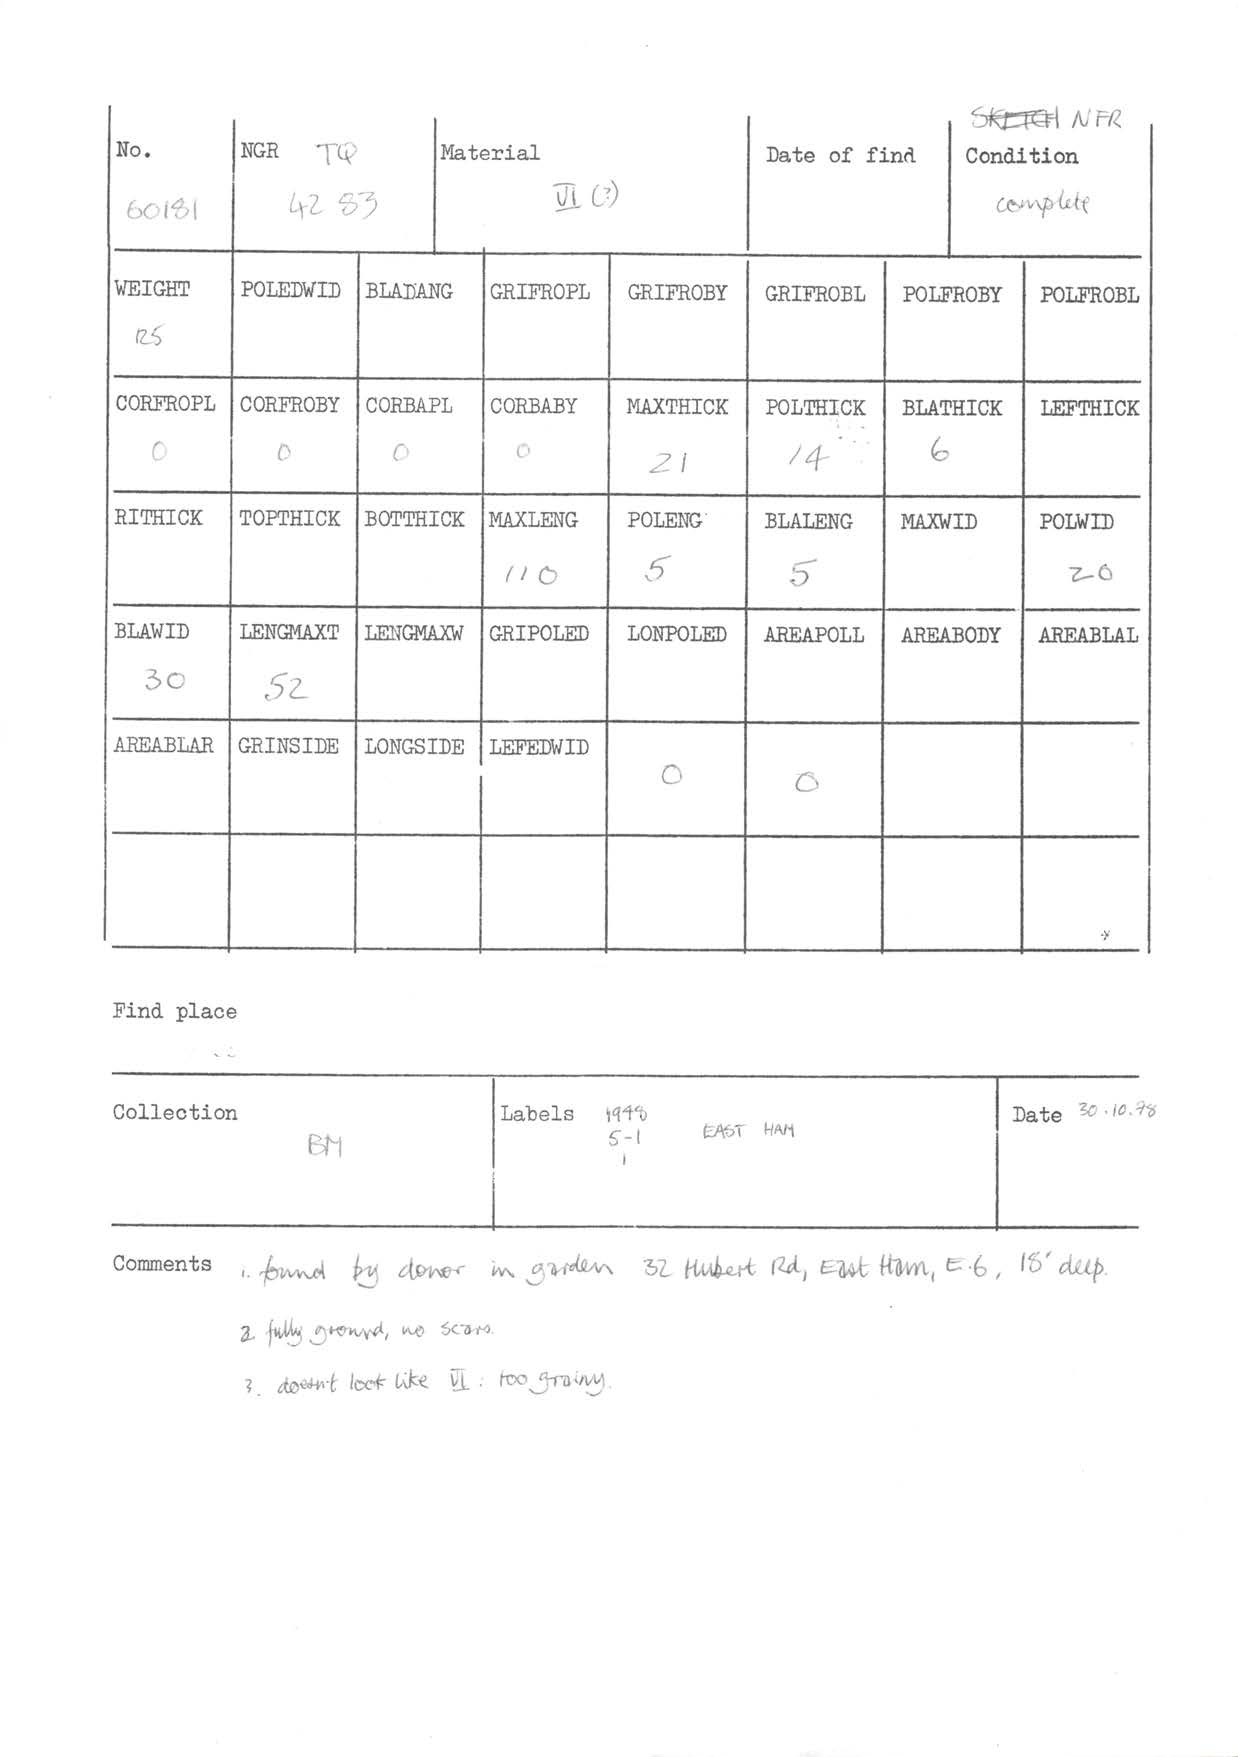 SKETCH NFR
No. NGR TQ Material Date of find Condition
60181 42 83 VI (?) complete
WEIGHT POLEDWID BLADANG GRIFROPL GRIFROBY GRIFROBL POLFROBY POLFROBL
125
CORFROPL CORFROBY CORBAPL CORBABY MAXTHICK POLTHICK BLATHICK LEFTHICK
0 0 0 0 21 14 6
RITHICK TOPTHICK BOTTHICK MAXLENG POLENG BLALENG MAXWID POLWID
110 5 5 20
BLAWID LENGMAXT LENGMAXW GRIPOLED LONPOLED AREAPOLL AREABODY AREABLAL
30 52
AREABLAR GRINSIDE LONGSIDE LEFEDWID
0 0
Find place
Collection Labels 1948 Date 30.10.78
BM 5-1 EAST HAM
1
Comments 1. found by donor in garden 32 Hubert Rd, East Ham, E.6, 18' deep.
2 fully ground, no scars.
3. doesn't look like VI : too grainy.